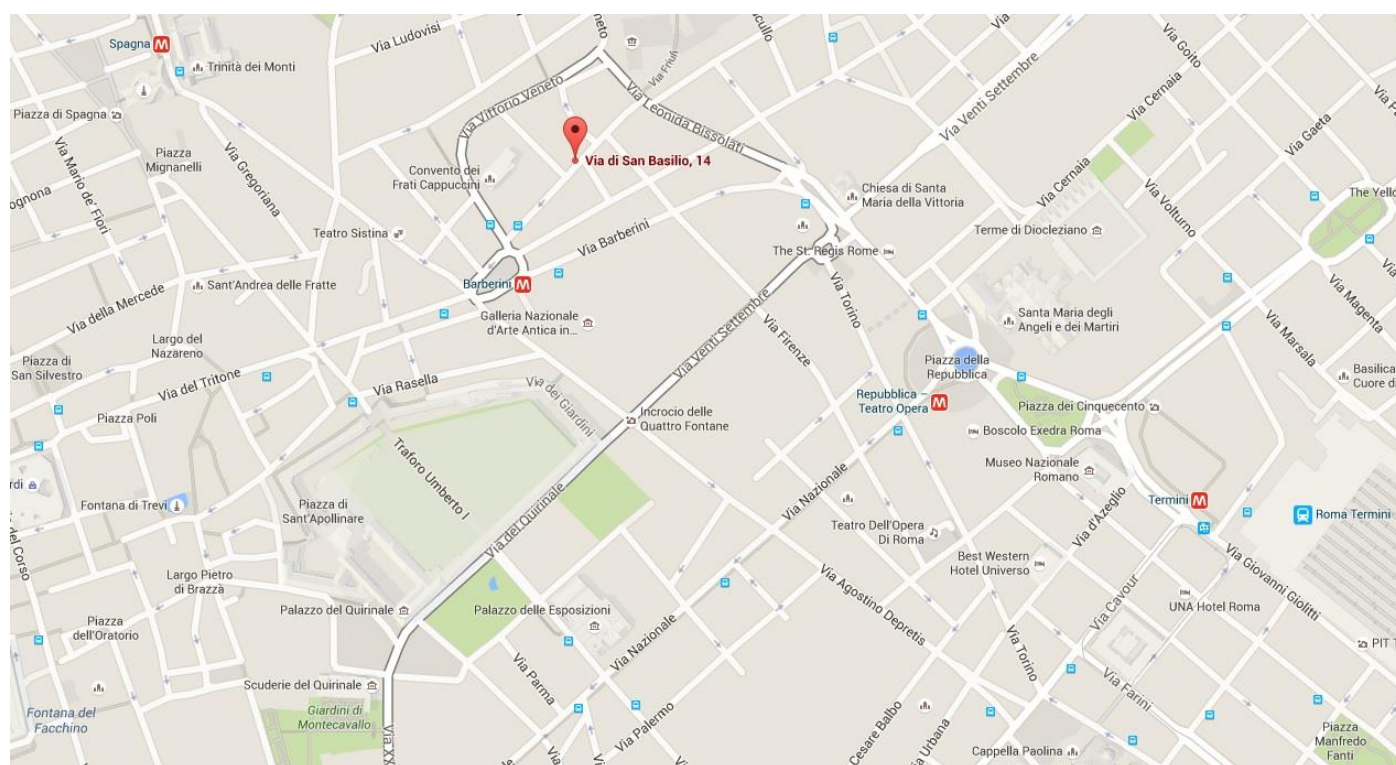 Spagna
Trinità dei Monti
Via Ludovisi
Via Friuli
Via Goito
Piazza di Spagna
Via Vittorio Veneto
Via Leonida Bissolati
Via Venti Settembre
Via Cernaia
Via Gaeta
Via Mario de' Fiori
Piazza
Mignanelli
Via Gregoriana
Convento dei
Frati Cappuccini
Via di San Basilio, 14
Chiesa di Santa
Maria della Vittoria
Via Cernaia
Via Volturno
Teatro Sistina
Via Barberini
The St. Regis Rome
Terme di Diocleziano
Barberini
Sant'Andrea delle Fratte
Via della Mercede
Galleria Nazionale
d'Arte Antica in...
Via Venti Settembre
Via Torino
Via Firenze
Santa Maria degli
Angeli e dei Martiri
Via Magenta
Via Marsala
Largo del
Nazareno
Piazza di
San Silvestro
Via del Tritone
Via Rasella
Via dei Giardini
Piazza della
Repubblica
Basilica
Cuore di
Repubblica -
Teatro Opera
Piazza Poli
Incrocio delle
Quattro Fontane
Piazza dei Cinquecento
Boscolo Exedra Roma
Traforo Umberto I
Museo Nazionale
Romano
Fontana di Trevi
Piazza di
Sant'Apollinare
Via del Quirinale
Via Nazionale
Via d'Azeglio
Termini
Roma Termini
Teatro Dell'Opera
Di Roma
Best Western
Hotel Universo
Via Giovanni Giolitti
Largo Pietro
di Brazzà
Palazzo del Quirinale
Palazzo delle Esposizioni
Via Agostino Depretis
Via Cavour
UNA Hotel Roma
Piazza
dell'Oratorio
Via Nazionale
Via Torino
Via Parma
Scuderie del Quirinale
Via Farini
Fontana del
Facchino
Giardini di
Montecavallo
Via Palermo
Cesare Balbo
Urbana
Cappella Paolina
Piazza
Manfredo
Fanti